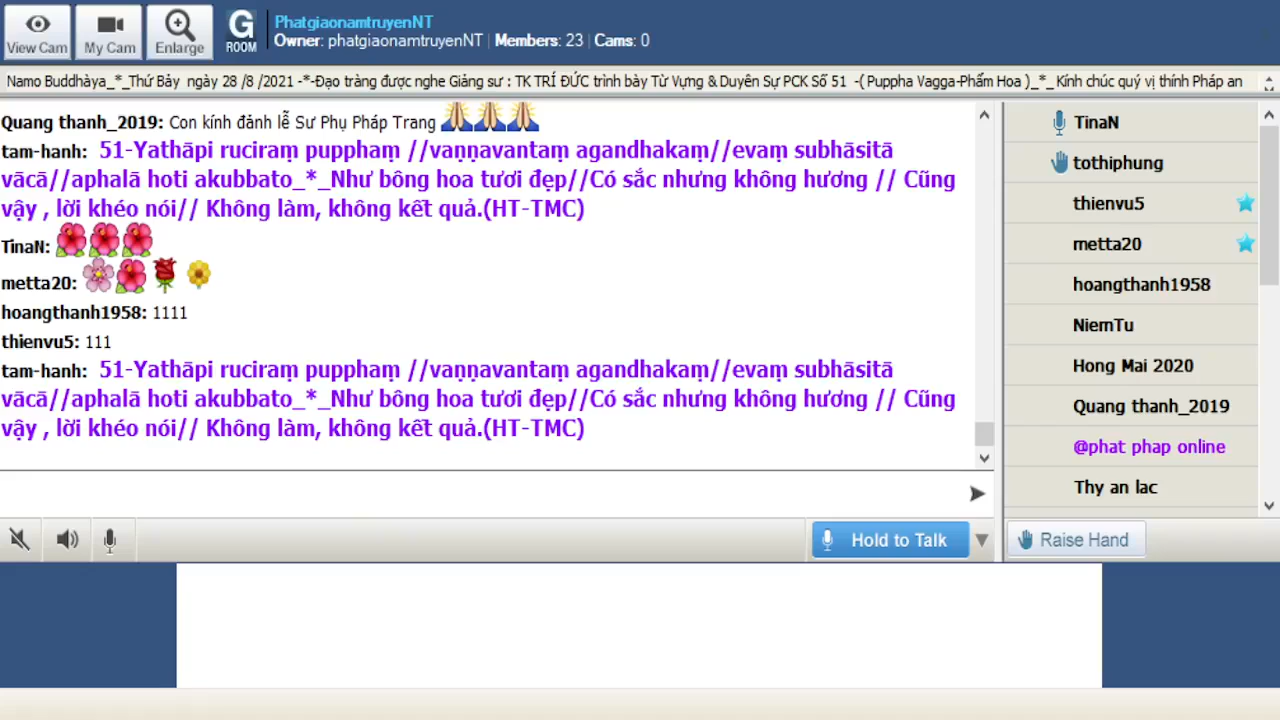 View Cam
My Cam
Enlarge
G
ROOM
PhatgiaonamtruyenNT
Owner: phatgiaonamtruyenNT | Members: 23 | Cams: 0
Namo Buddhàya_*_Thứ Bảy ngày 28 /8 /2021 -*-Đạo tràng được nghe Giảng sư : TK TRÍ ĐỨC trình bày Từ Vựng & Duyên Sự PCK Số 51 -( Puppha Vagga-Phẩm Hoa )_*_ Kính chúc quý vị thính Pháp an
Quang thanh_2019: Con kính đảnh lễ Sư Phụ Pháp Trang
tam-hanh: 51-Yathāpi ruciraṃ pupphaṃ //vaṇṇavantaṃ agandhakaṃ//evaṃ subhāsitā
vācā//aphalā hoti akubbato_*_Như bông hoa tươi đẹp//Có sắc nhưng không hương // Cũng
vậy , lời khéo nói// Không làm, không kết quả.(HT-TMC)
TinaN:
metta20:
hoangthanh1958: 1111
thienvu5: 111
tam-hanh: 51-Yathāpi ruciraṃ pupphaṃ //vaṇṇavantaṃ agandhakaṃ//evaṃ subhāsitā
vācā//aphalā hoti akubbato_*_Như bông hoa tươi đẹp//Có sắc nhưng không hương // Cũng
vậy , lời khéo nói// Không làm, không kết quả.(HT-TMC)
Hold to Talk
TinaN
tothiphung
thienvu5
metta20
hoangthanh1958
NiemTu
Hong Mai 2020
Quang thanh_2019
@phat phap online
Thy an lac
Raise Hand